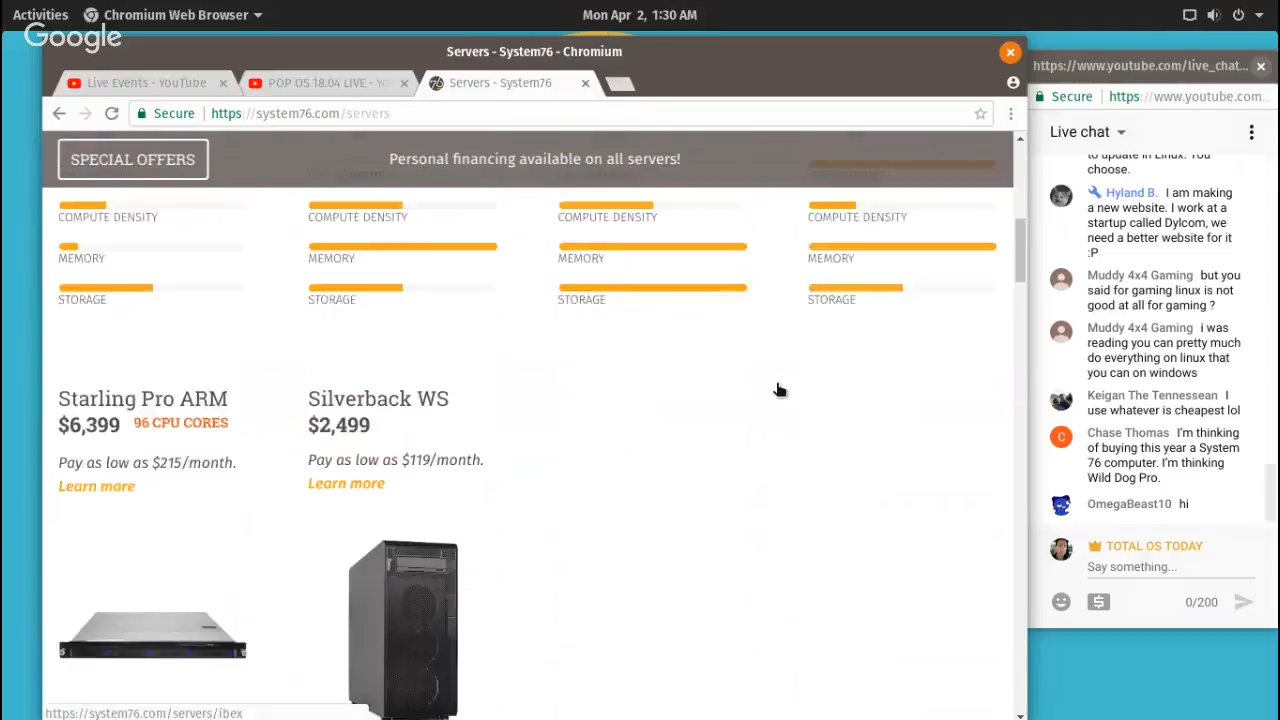 Activities
Chromium Web Browser
Mon Apr 2, 1:30 AM
Google
Servers - System76 - Chromium
Live Events - YouTube
POP OS 18.04 LIVE - Yo
Servers - System76
Secure
https://system76.com/servers
SPECIAL OFFERS
Personal financing available on all servers!
COMPUTE DENSITY
COMPUTE DENSITY
COMPUTE DENSITY
COMPUTE DENSITY
MEMORY
MEMORY
MEMORY
MEMORY
STORAGE
STORAGE
STORAGE
STORAGE
Starling Pro ARM
$6,399 96 CPU CORES
Pay as low as $215/month.
Learn more
Silverback WS
$2,499
Pay as low as $119/month.
Learn more
https://system76.com/servers/ibex
https://www.youtube.com/live_chat...
Secure
https://www.youtube.com...
Live chat
to update in Linux. You
choose.
Hyland B. I am making
a new website. I work at a
startup called Dylcom, we
need a better website for it
:P
Muddy 4x4 Gaming but you
said for gaming linux is not
good at all for gaming ?
Muddy 4x4 Gaming i was
reading you can pretty much
do everything on linux that
you can on windows
Keigan The Tennessean I
use whatever is cheapest lol
Chase Thomas I'm thinking
of buying this year a System
76 computer. I'm thinking
Wild Dog Pro.
OmegaBeast10 hi
TOTAL OS TODAY
Say something...
0/200